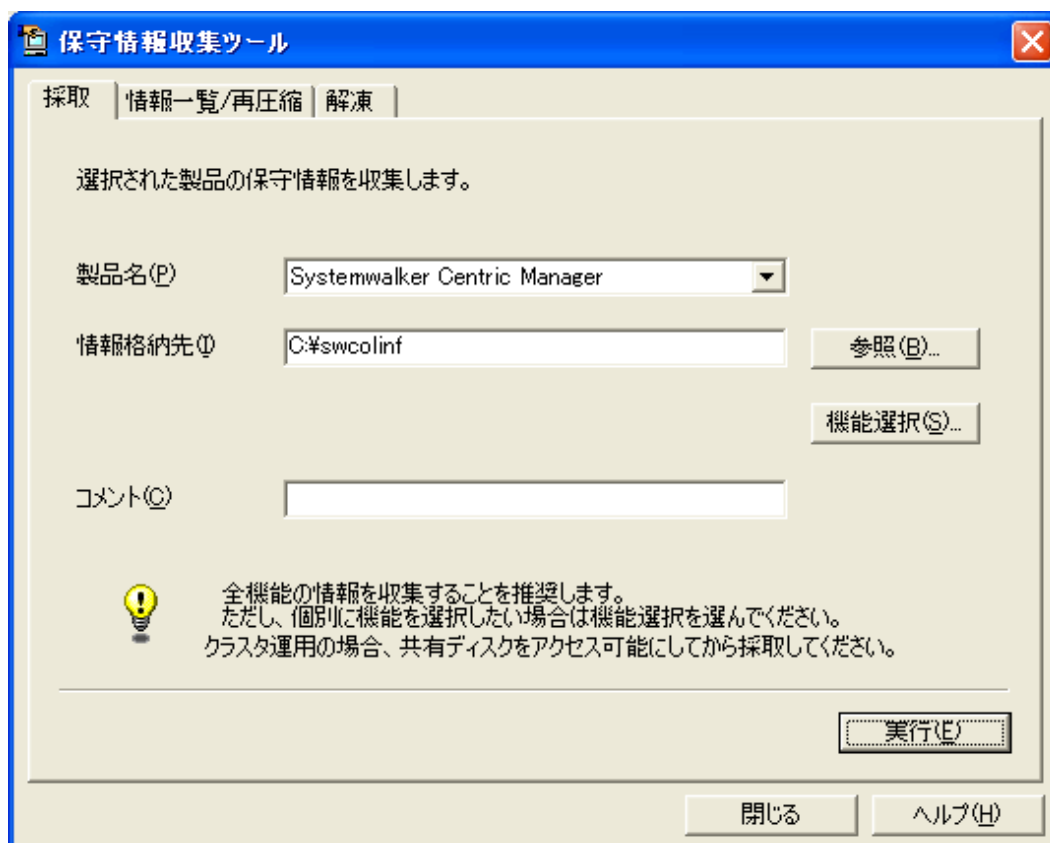 保守情報収集ツール
採取 情報一覧/再圧縮 解凍
選択された製品の保守情報を収集します。
製品名(P) Systemwalker Centric Manager
情報格納先(I) C:¥swcolinf 参照(B)...
機能選択(S)...
コメント(C)
全機能の情報を収集することを推奨します。
ただし、個別に機能を選択したい場合は機能選択を選んでください。
クラスタ運用の場合、共有ディスクをアクセス可能にしてから採取してください。
実行(E)
閉じる ヘルプ(H)